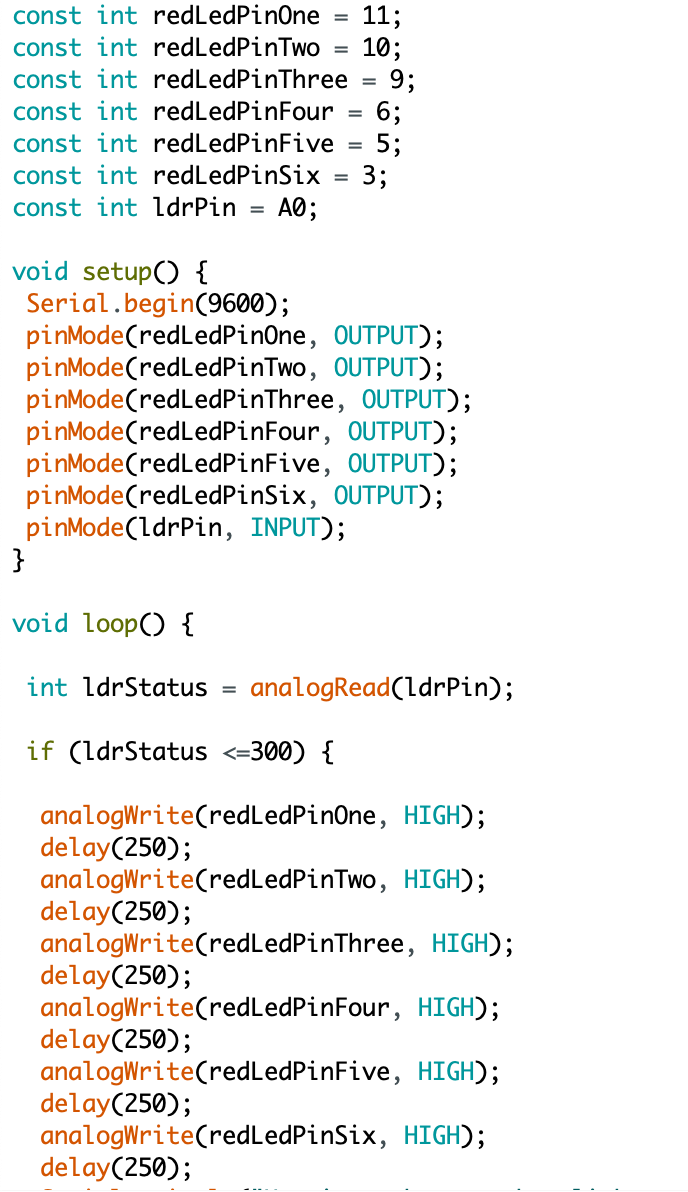 const int redLedPinOne = 11;
const int redLedPinTwo = 10;
const int redLedPinThree = 9;
const int redLedPinFour = 6;
const int redLedPinFive = 5;
const int redLedPinSix = 3;
const int ldrPin = A0;

void setup() {
 Serial.begin(9600);
 pinMode(redLedPinOne, OUTPUT);
 pinMode(redLedPinTwo, OUTPUT);
 pinMode(redLedPinThree, OUTPUT);
 pinMode(redLedPinFour, OUTPUT);
 pinMode(redLedPinFive, OUTPUT);
 pinMode(redLedPinSix, OUTPUT);
 pinMode(ldrPin, INPUT);
}

void loop() {

 int ldrStatus = analogRead(ldrPin);

 if (ldrStatus <=300) {

  analogWrite(redLedPinOne, HIGH);
  delay(250);
  analogWrite(redLedPinTwo, HIGH);
  delay(250);
  analogWrite(redLedPinThree, HIGH);
  delay(250);
  analogWrite(redLedPinFour, HIGH);
  delay(250);
  analogWrite(redLedPinFive, HIGH);
  delay(250);
  analogWrite(redLedPinSix, HIGH);
  delay(250);